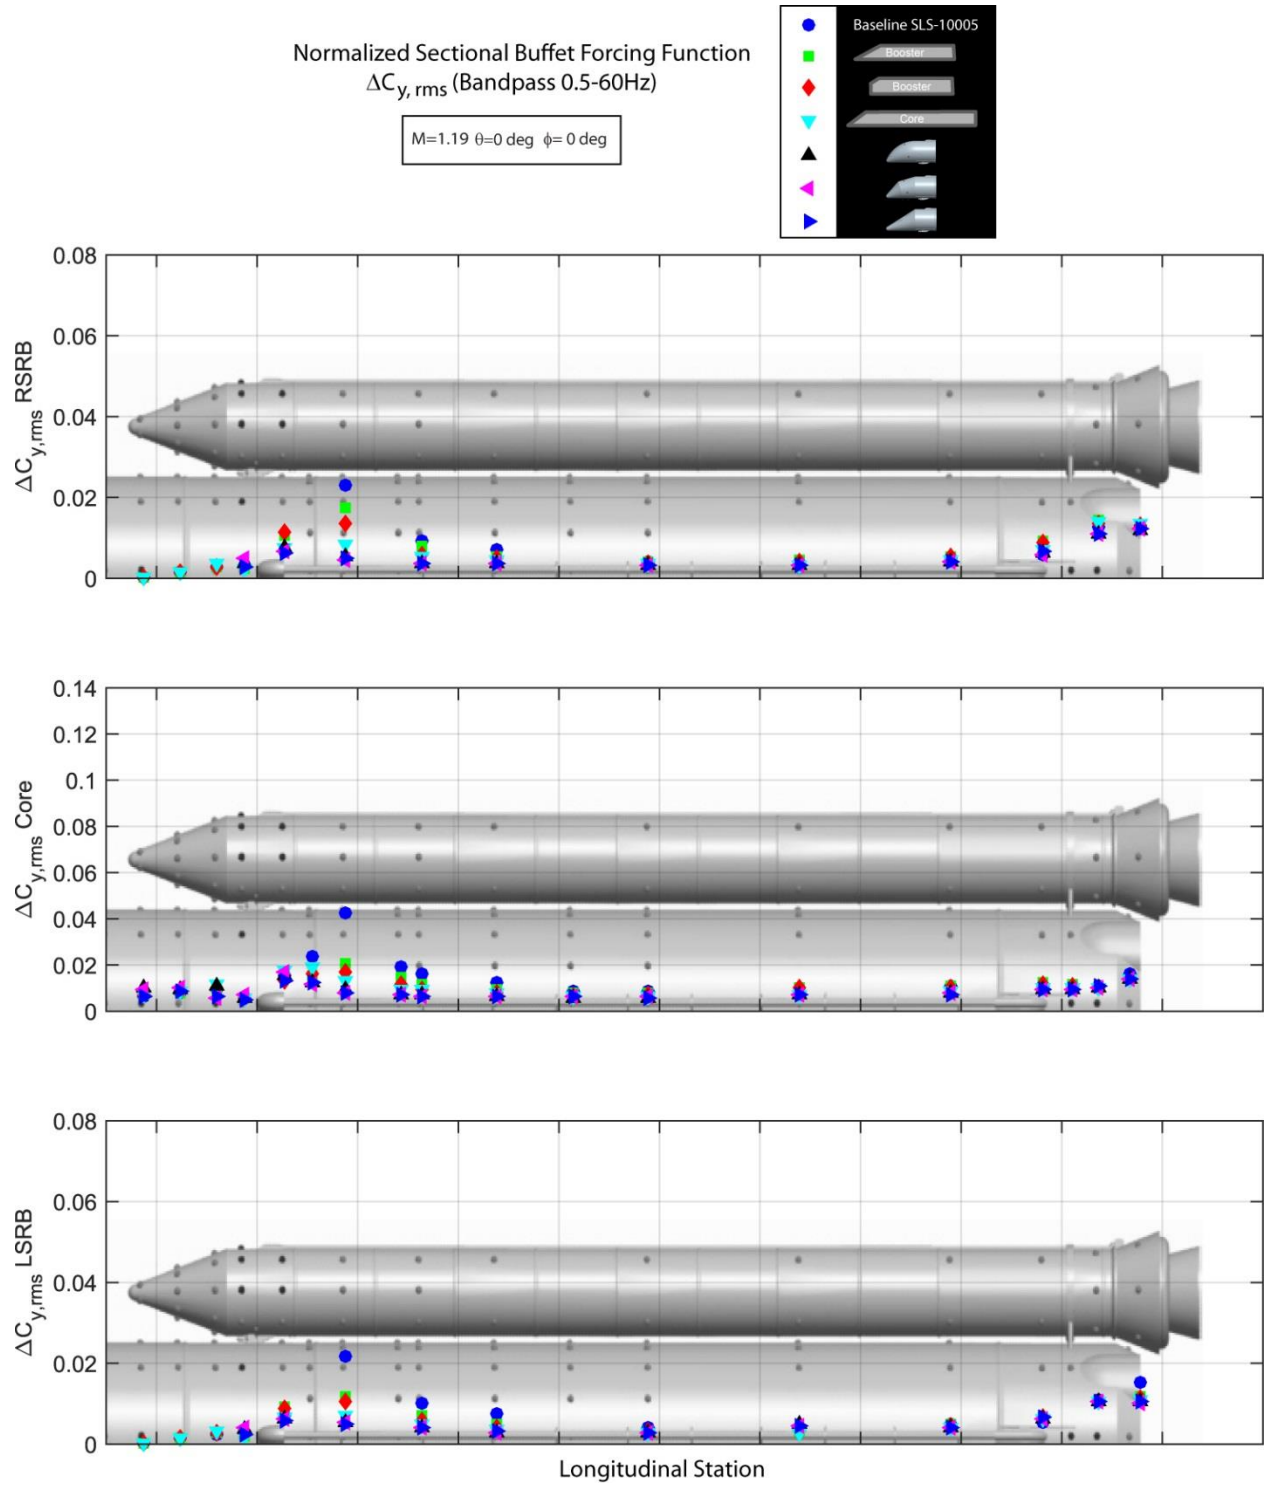 Normalized Sectional Buffet Forcing Function
ΔCy, rms (Bandpass 0.5-60Hz)
M=1.19 θ=0 deg ϕ= 0 deg
Baseline SLS-10005
Booster
Booster
Core
0.08
0.06
0.04
0.02
0
ΔCy,rms RSRB
0.14
0.12
0.1
0.08
0.06
0.04
0.02
0
ΔCy,rms Core
0.08
0.06
0.04
0.02
0
ΔCy,rms LSRB
Longitudinal Station